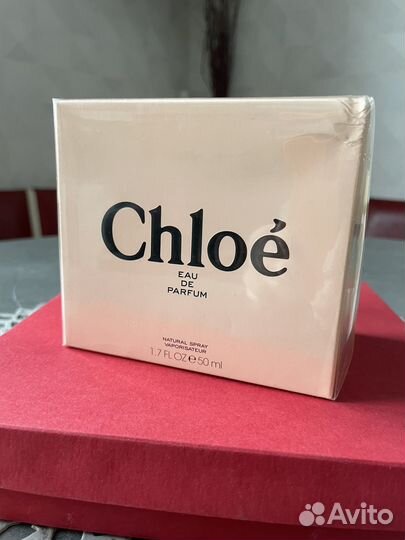 Chloé
EAU
DE
PARFUM
NATURAL SPRAY
VAPORISATEUR
1.7 FL OZ e 50 ml
Avito